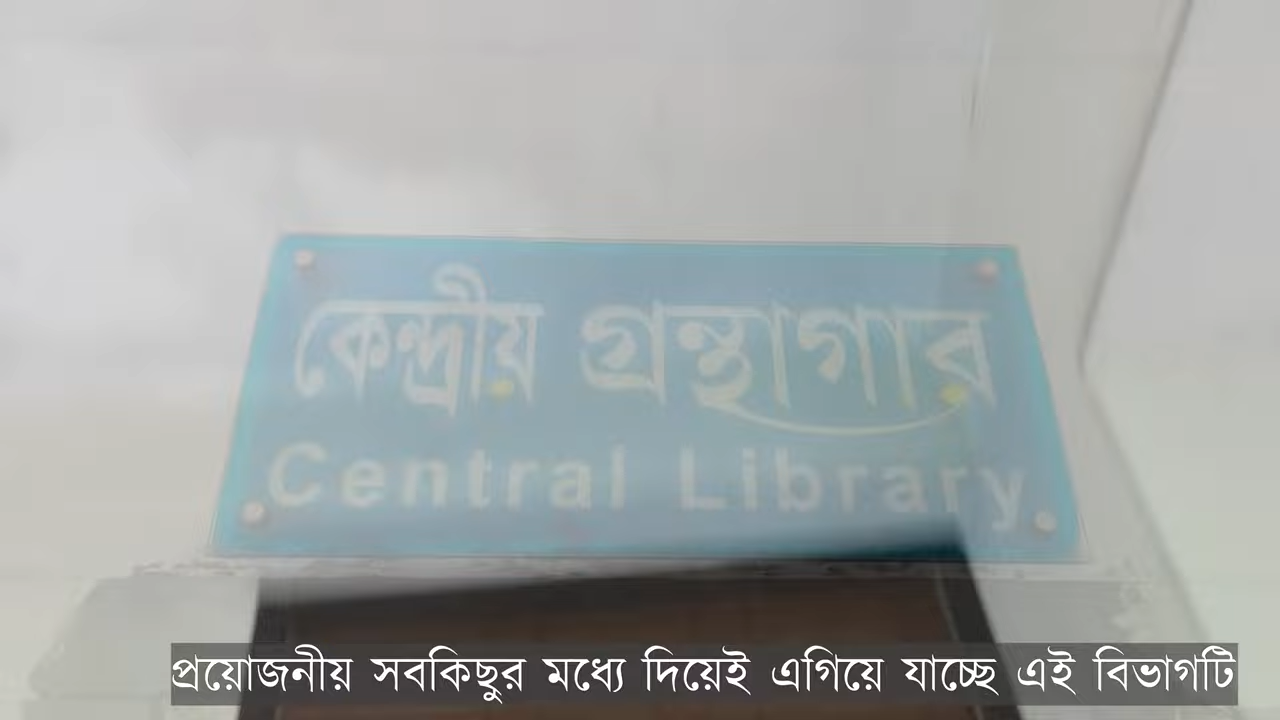 কেন্দ্রীয় গ্রন্থাগার
Central Library
প্রয়োজনীয় সবকিছুর মধ্যে দিয়েই এগিয়ে যাচ্ছে এই বিভাগটি